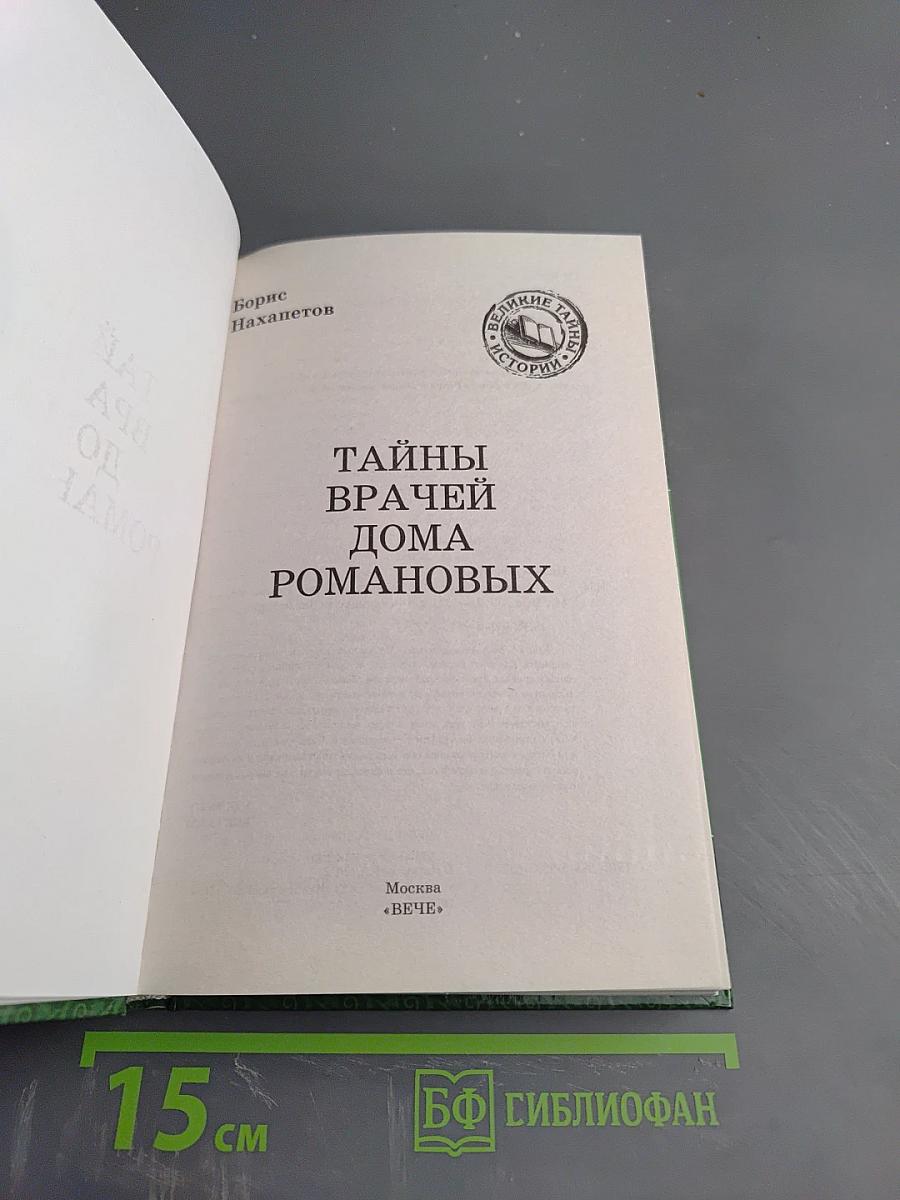 Борис
Нахапетов
ВЕЛИКИЕ ТАЙНЫ
ИСТОРИИ
ТАЙНЫ
ВРАЧЕЙ
ДОМА
РОМАНОВЫХ
Москва
«ВЕЧЕ»
15 см
БФ БИБЛИОФАН